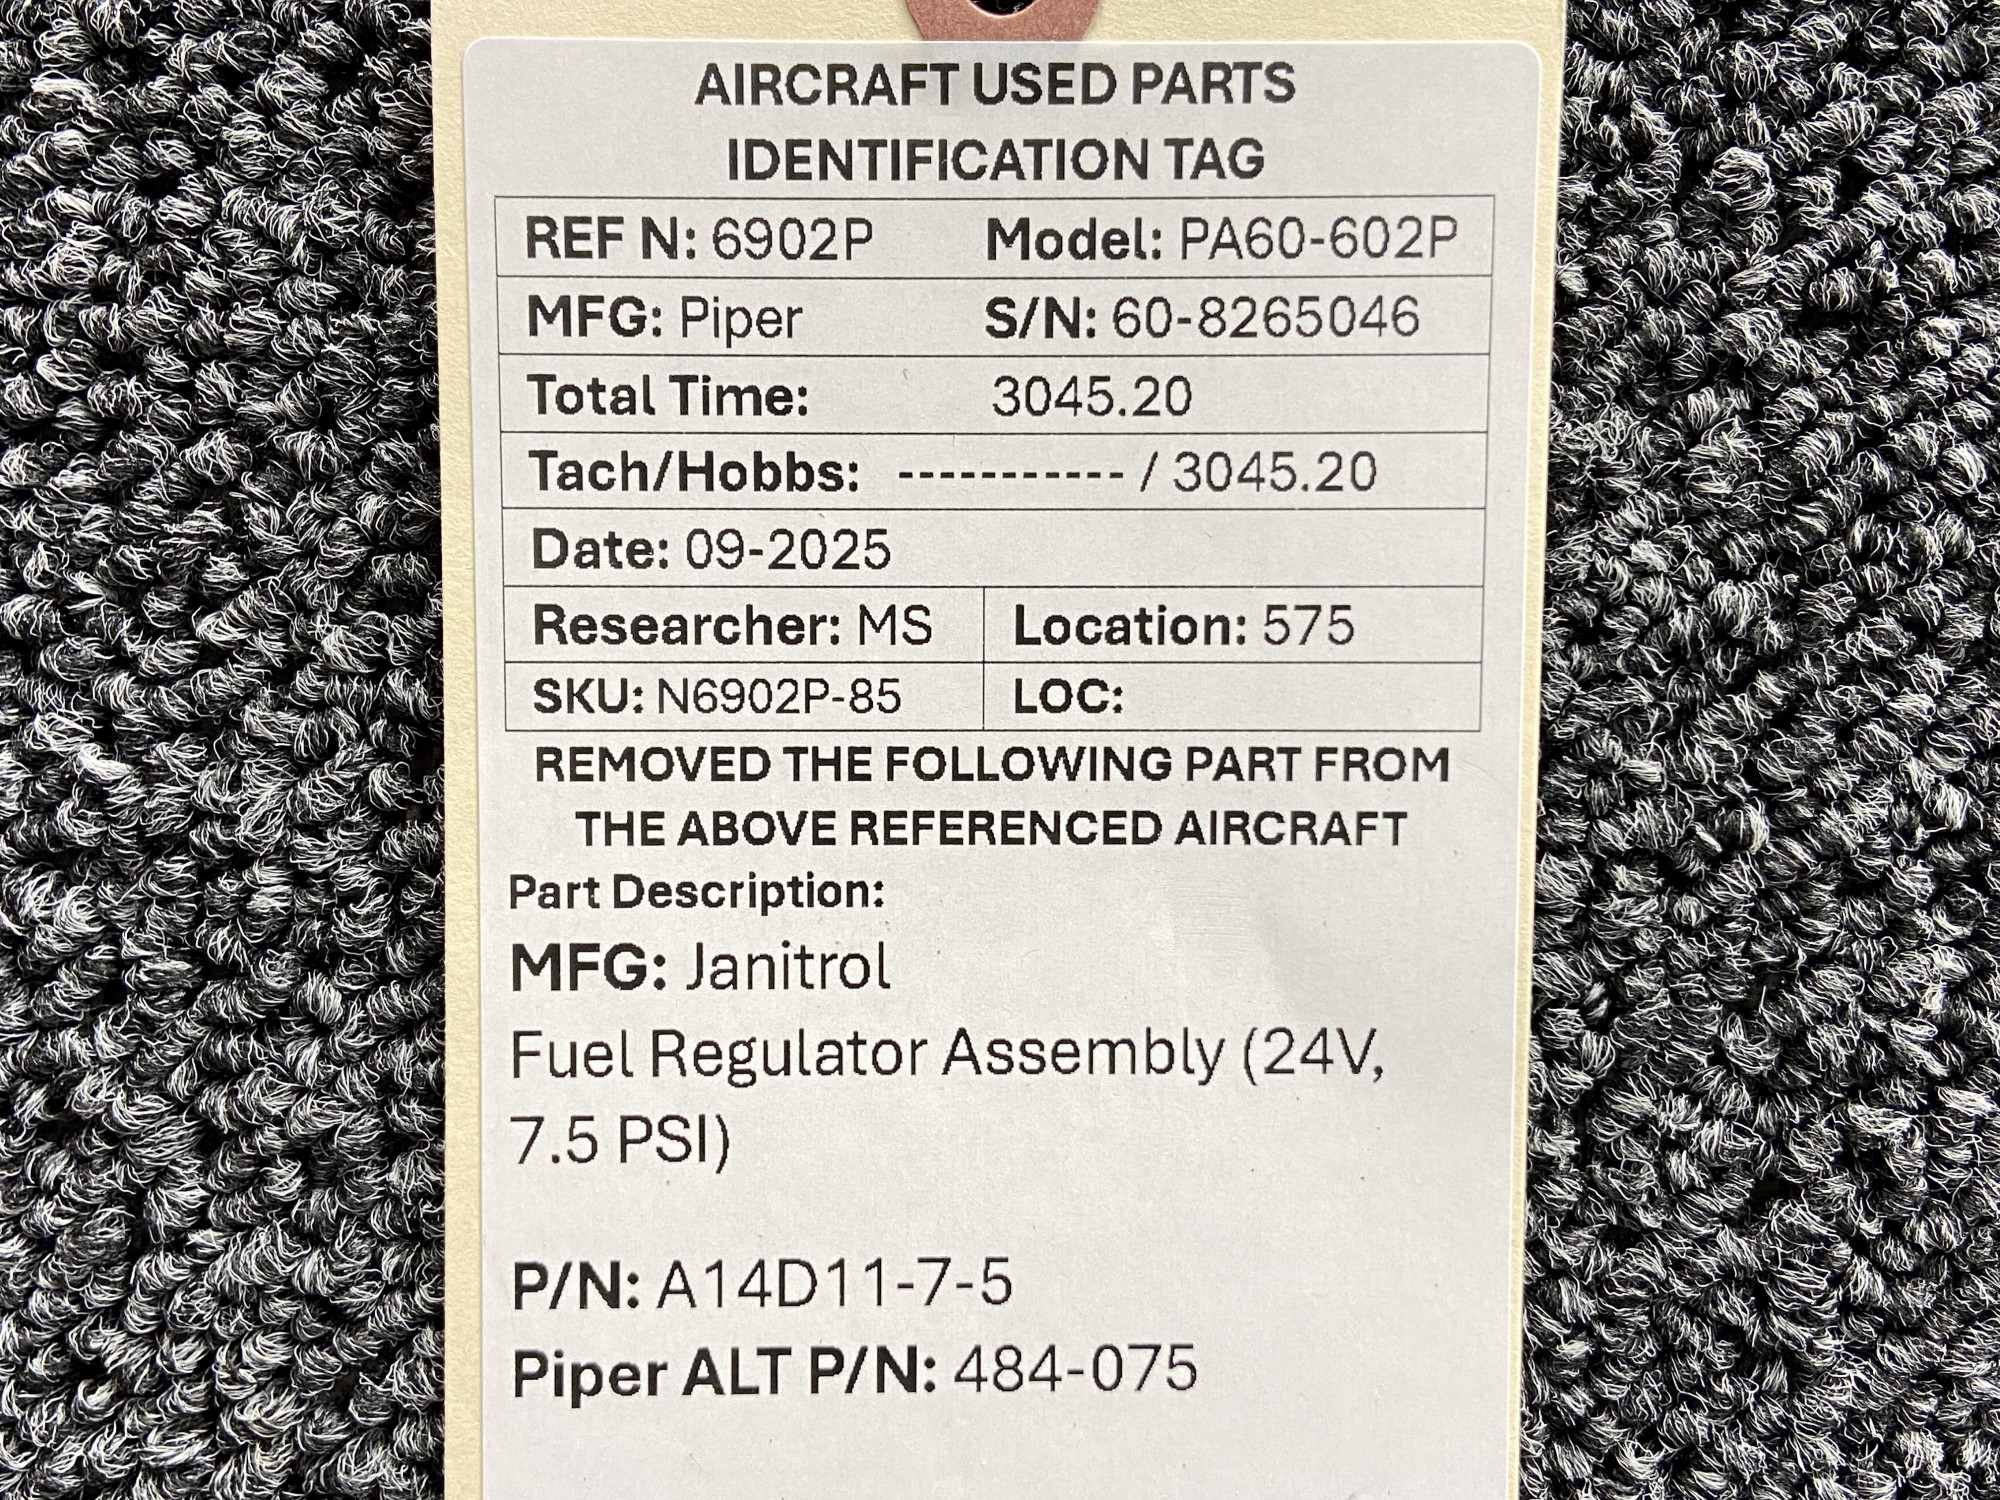 AIRCRAFT USED PARTS
IDENTIFICATION TAG
REF N: 6902P Model: PA60-602P
MFG: Piper S/N: 60-8265046
Total Time: 3045.20
Tach/Hobbs: ----------- / 3045.20
Date: 09-2025
Researcher: MS Location: 575
SKU: N6902P-85 LOC:
REMOVED THE FOLLOWING PART FROM
THE ABOVE REFERENCED AIRCRAFT
Part Description:
MFG: Janitrol
Fuel Regulator Assembly (24V,
7.5 PSI)
P/N: A14D11-7-5
Piper ALT P/N: 484-075